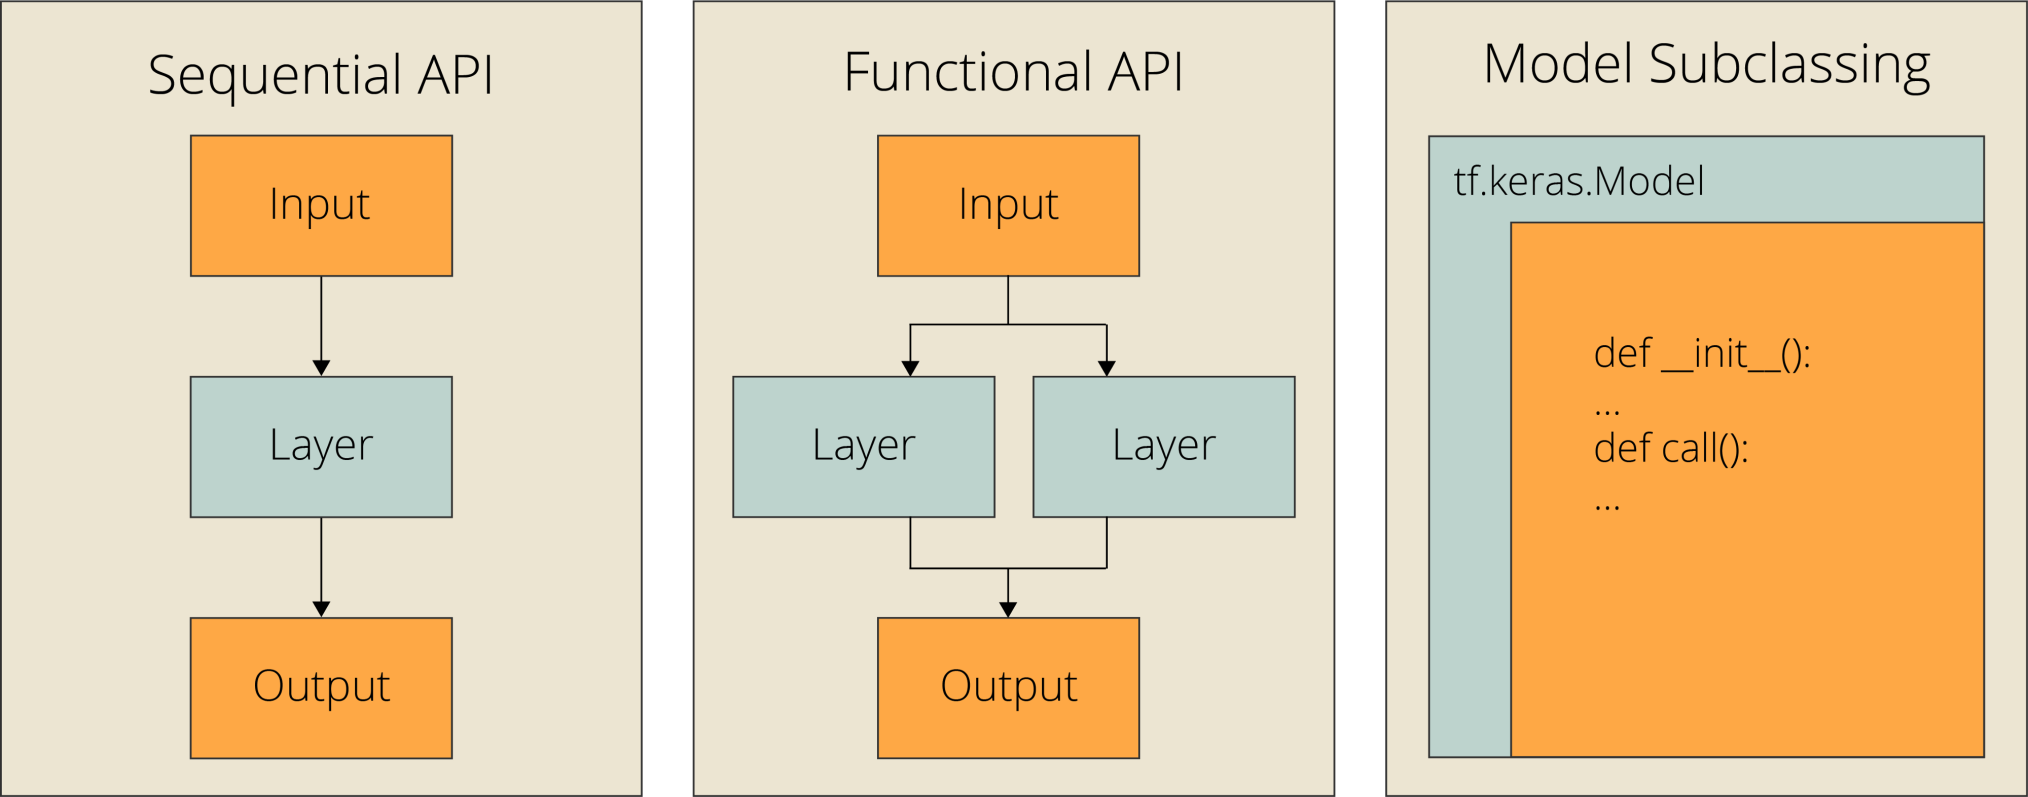 Sequential API
Input
Layer
Output
Functional API
Input
Layer
Layer
Output
Model Subclassing
tf.keras.Model
def __init__():
...
def call():
...